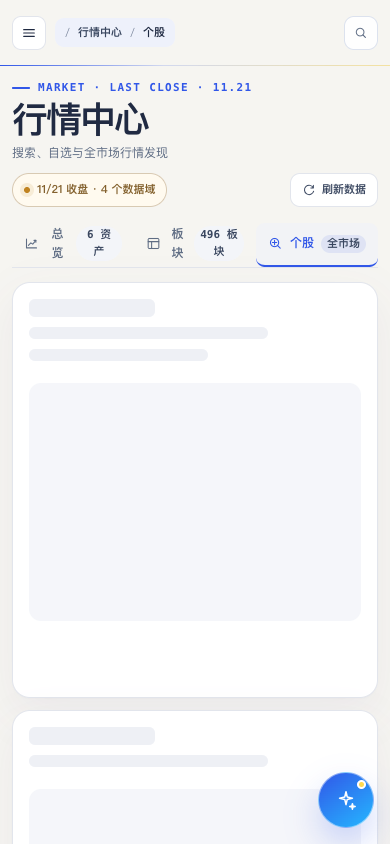 / 行情中心 / 个股
MARKET · LAST CLOSE · 11.21
行情中心
搜索、自选与全市场行情发现
11/21 收盘 · 4 个数据域
刷新数据
总览
6 资产
板块
496 板块
个股 全市场